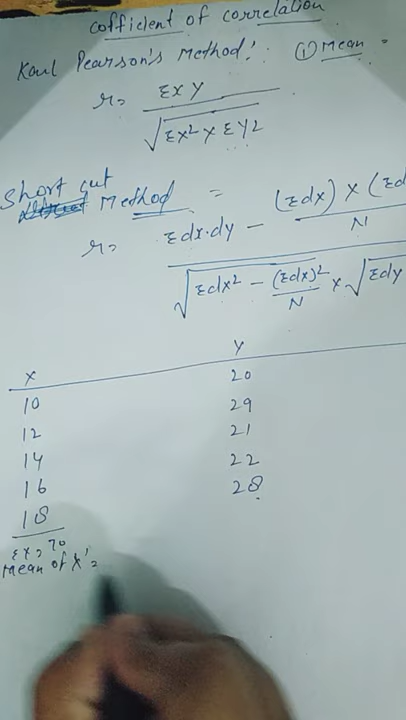 cofficient of correlation
Karl Pearson's Method: ① Mean =
r= ΣXY
√ΣX² × ΣY2
Short cut
Method =
r= Σdx.dy - (Σdx) × (Σd
N
√Σdx² - (Σdx)² × √Σdy
N
X Y
10 20
12 29
14 21
16 22
18 28
Σx, 70
Mean of X' =